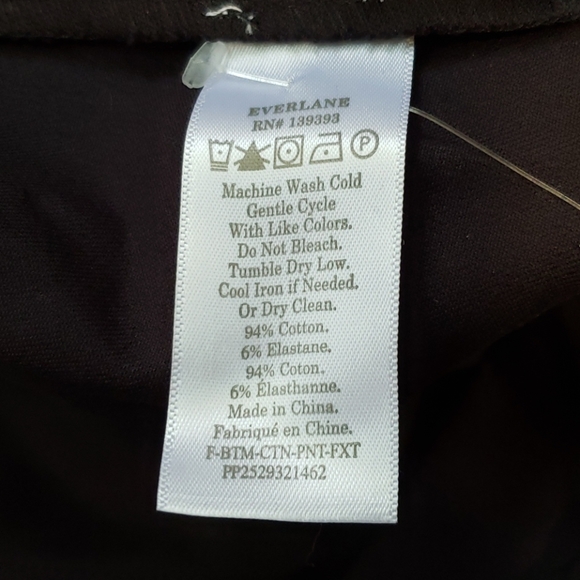 EVERLANE
RN# 139393
P
Machine Wash Cold
Gentle Cycle
With Like Colors.
Do Not Bleach.
Tumble Dry Low.
Cool Iron if Needed.
Or Dry Clean.
94% Cotton.
6% Elastane.
94% Coton.
6% Élasthanne.
Made in China.
Fabriqué en Chine.
F-BTM-CTN-PNT-FXT
PP2529321462